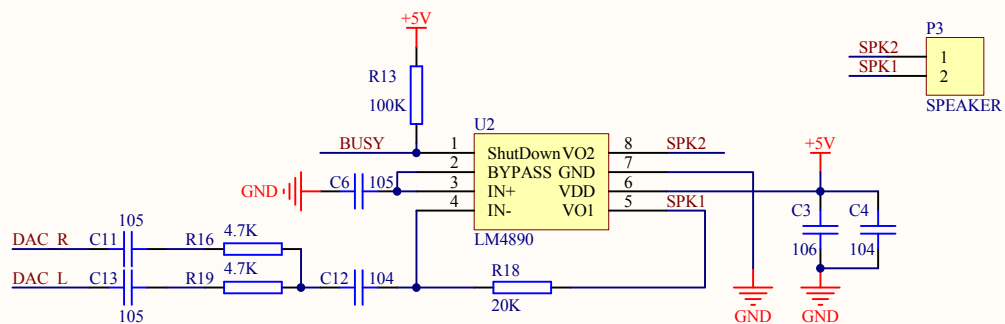 +5V
P3
SPK2
1
SPK1
2
SPEAKER
R13
100K
U2
BUSY
1
ShutDown
VO2
8
SPK2
+5V
2
BYPASS
GND
7
GND
C6
105
3
IN+
VDD
6
4
IN-
VO1
5
SPK1
LM4890
C3
C4
106
104
105
DAC_R
C11
R16
4.7K
DAC_L
C13
R19
4.7K
C12
104
R18
20K
105
GND
GND